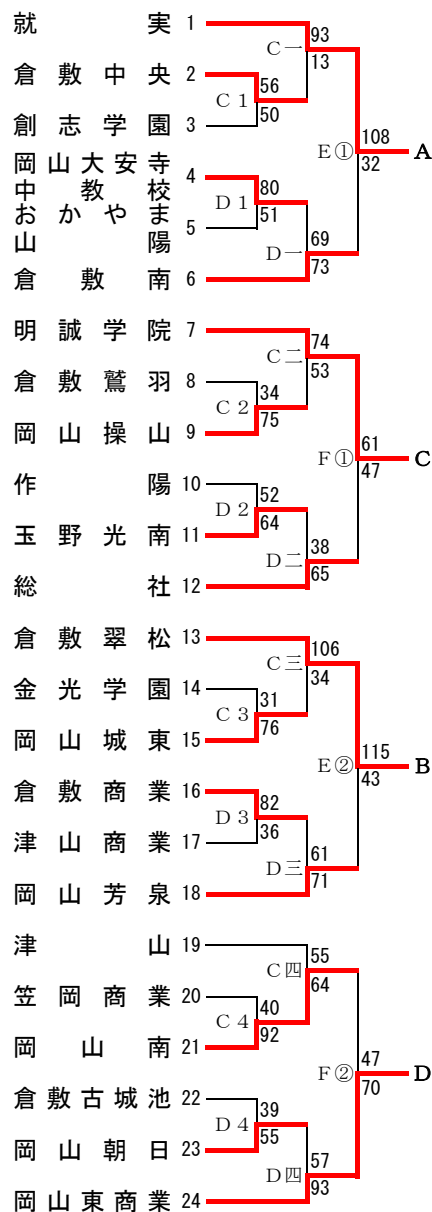 就実 1
93
C一
13
倉敷中央 2
56
C1
50
創志学園 3
108
E① A
32
岡山大安寺
中教校 4
80
D1
51
おかやま
山陽 5
69
D一
73
倉敷南 6
明誠学院 7
74
C二
53
倉敷鷲羽 8
34
C2
75
岡山操山 9
61
F① C
47
作陽 10
52
D2
64
玉野光南 11
38
D二
65
総社 12
倉敷翠松 13
106
C三
34
金光学園 14
31
C3
76
岡山城東 15
115
E② B
43
倉敷商業 16
82
D3
36
津山商業 17
61
D三
71
岡山芳泉 18
津山 19
55
C四
64
笠岡商業 20
40
C4
92
岡山南 21
47
F② D
70
倉敷古城池 22
39
D4
55
岡山朝日 23
57
D四
93
岡山東商業 24